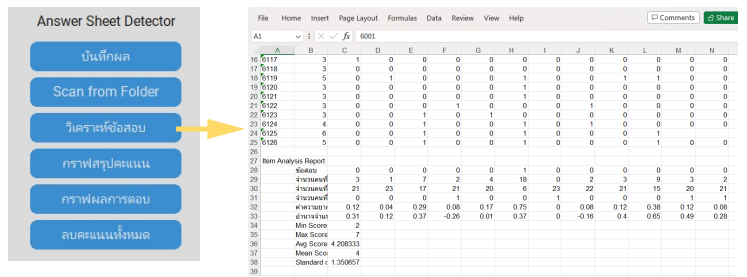 Answer Sheet Detector
บันทึกผล
Scan from Folder
วิเคราะห์ข้อสอบ
กราฟสรุปคะแนน
กราฟผลการตอบ
ลบคะแนนทั้งหมด
File Home Insert Page Layout Formulas Data Review View Help Comments Share
A1 fx 6001
A B C D E F G H I J K L M N
16 6117 3 1 0 0 0 0 0 0 0 0 0 0 0
17 6118 3 0 0 0 0 0 0 0 0 0 0 0 0
18 6119 5 0 1 0 0 0 1 0 0 1 1 0 0
19 6120 3 0 0 0 0 0 1 0 0 0 0 0 0
20 6121 3 0 0 0 0 0 1 0 0 0 0 0 0
21 6122 3 0 0 0 1 0 0 0 1 0 0 0 0
22 6123 3 0 0 1 0 1 0 0 0 0 0 0 0
23 6124 4 0 0 1 0 0 1 0 1 0 0 0 0
24 6125 6 0 0 1 0 0 1 0 0 0 1
25 6126 5 0 0 1 0 0 1 0 0 0 1 0 0
26
27 Item Analysis Report
28 ข้อสอบ 0 0 0 0 0 1 0 0 0 0 0 0
29 จำนวนคนที่ 3 1 7 2 4 18 0 2 3 9 3 2
30 จำนวนคนที่ 21 23 17 21 20 6 23 22 21 15 20 21
31 จำนวนคนที่ 0 0 0 1 0 0 1 0 0 0 1 1
32 ค่าความยาก 0.12 0.04 0.29 0.08 0.17 0.75 0 0.08 0.12 0.38 0.12 0.08
33 อำนาจจำแน 0.31 0.12 0.37 -0.26 0.01 0.37 0 -0.16 0.4 0.65 0.49 0.28
34 Min Score 2
35 Max Score 7
36 Avg Score 4.208333
37 Mean Scor 4
38 Standard c 1.350657
39